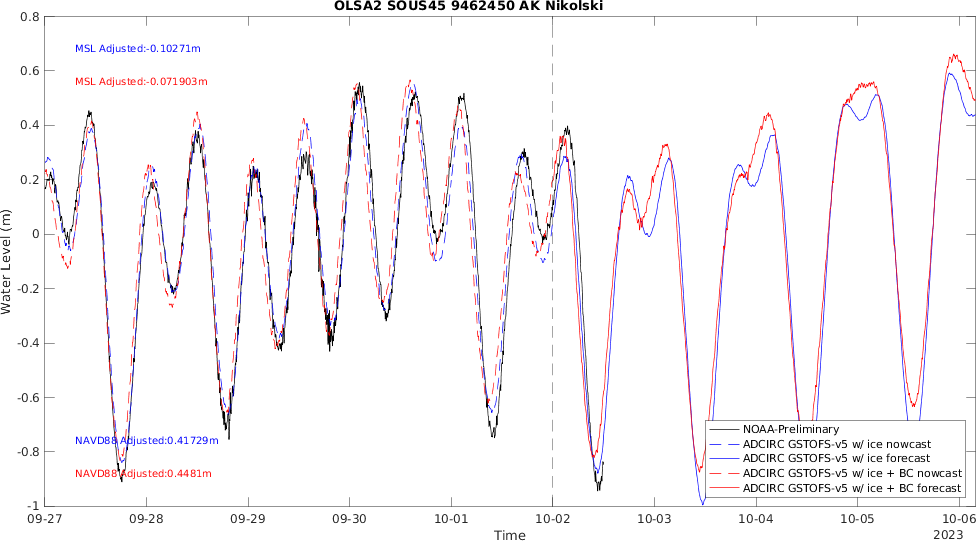 OLSA2 SOUS45 9462450 AK Nikolski
0.8
0.6
0.4
0.2
0
-0.2
-0.4
-0.6
-0.8
-1
Water Level (m)
MSL Adjusted:-0.10271m
MSL Adjusted:-0.071903m
NAVD88 Adjusted:0.41729m
NAVD88 Adjusted:0.4481m
NOAA-Preliminary
ADCIRC GSTOFS-v5 w/ ice nowcast
ADCIRC GSTOFS-v5 w/ ice forecast
ADCIRC GSTOFS-v5 w/ ice + BC nowcast
ADCIRC GSTOFS-v5 w/ ice + BC forecast
09-27 09-28 09-29 09-30 10-01 10-02 10-03 10-04 10-05 10-06
Time
2023